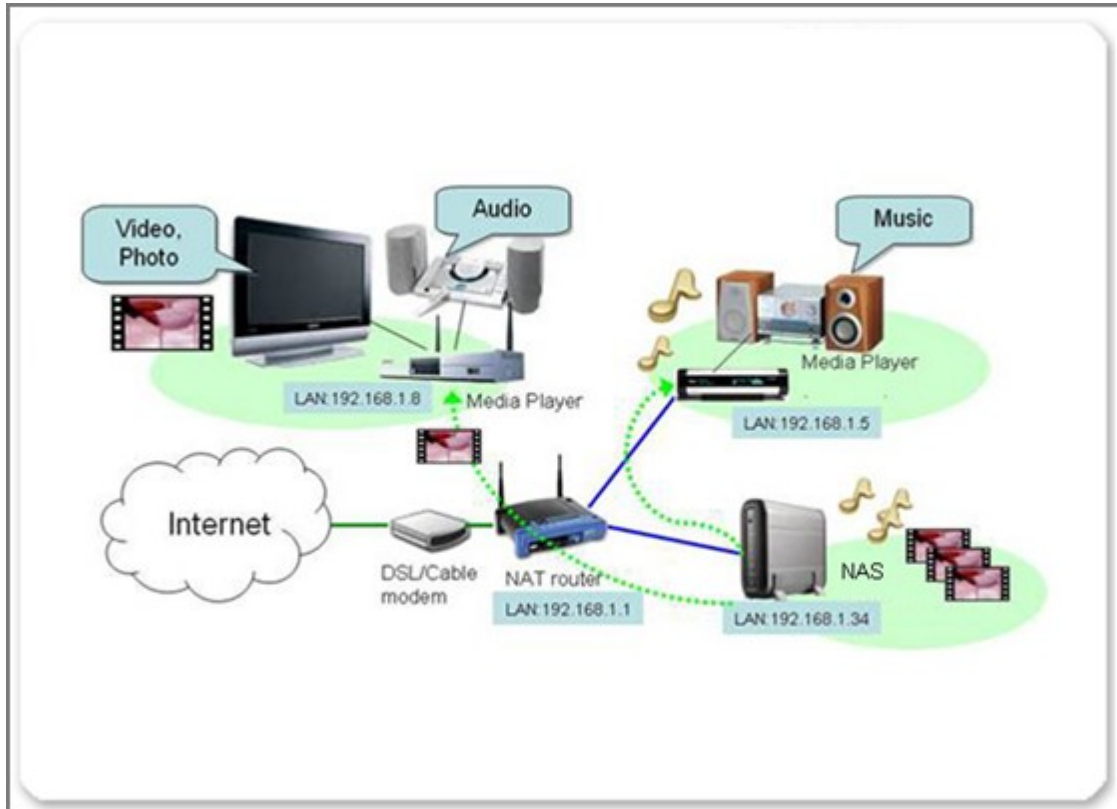 Video,
Photo
Audio
Music
LAN:192.168.1.8
Media Player
Media Player
LAN:192.168.1.5
Internet
DSL/Cable
modem
NAT router
LAN:192.168.1.1
NAS
LAN:192.168.1.34